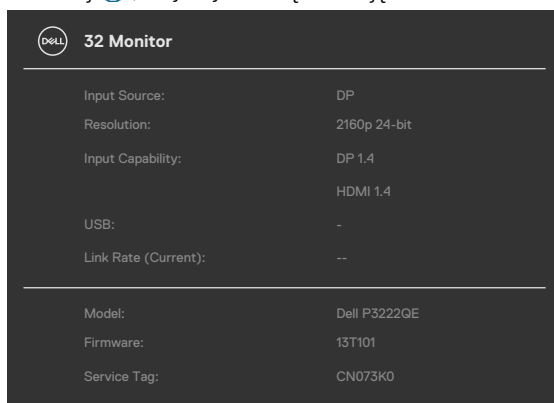 DELL 32 Monitor
Input Source: DP
Resolution: 2160p 24-bit
Input Capability: DP 1.4
HDMI 1.4
USB: -
Link Rate (Current): --
Model: Dell P3222QE
Firmware: 13T101
Service Tag: CN073K0